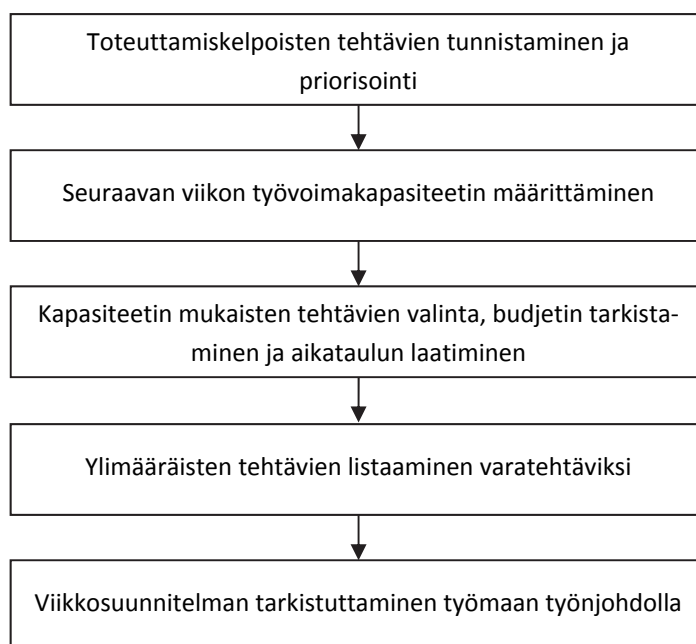 Toteuttamiskelpoisten tehtävien tunnistaminen ja
priorisointi
Seuraavan viikon työvoimakapasiteetin määrittäminen
Kapasiteetin mukaisten tehtävien valinta, budjetin tarkista-
minen ja aikataulun laatiminen
Ylimääräisten tehtävien listaaminen varatehtäviksi
Viikkosuunnitelman tarkistuttaminen työmaan työnjohdolla